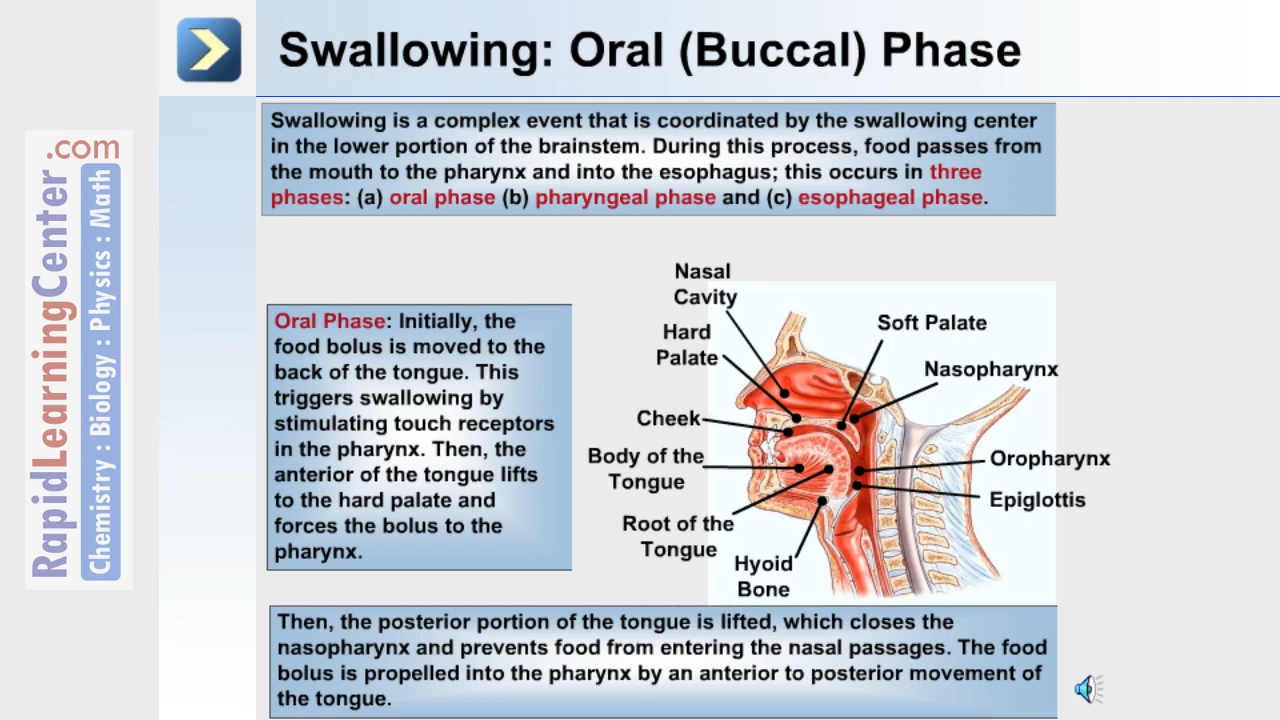 Swallowing: Oral (Buccal) Phase
Swallowing is a complex event that is coordinated by the swallowing center
in the lower portion of the brainstem. During this process, food passes from
the mouth to the pharynx and into the esophagus; this occurs in three
phases: (a) oral phase (b) pharyngeal phase and (c) esophageal phase.
Oral Phase: Initially, the
food bolus is moved to the
back of the tongue. This
triggers swallowing by
stimulating touch receptors
in the pharynx. Then, the
anterior of the tongue lifts
to the hard palate and
forces the bolus to the
pharynx.
Nasal
Cavity
Hard
Palate
Cheek
Body of the
Tongue
Root of the
Tongue
Hyoid
Bone
Soft Palate
Nasopharynx
Oropharynx
Epiglottis
Then, the posterior portion of the tongue is lifted, which closes the
nasopharynx and prevents food from entering the nasal passages. The food
bolus is propelled into the pharynx by an anterior to posterior movement of
the tongue.
RapidLearningCenter.com
Chemistry : Biology : Physics : Math